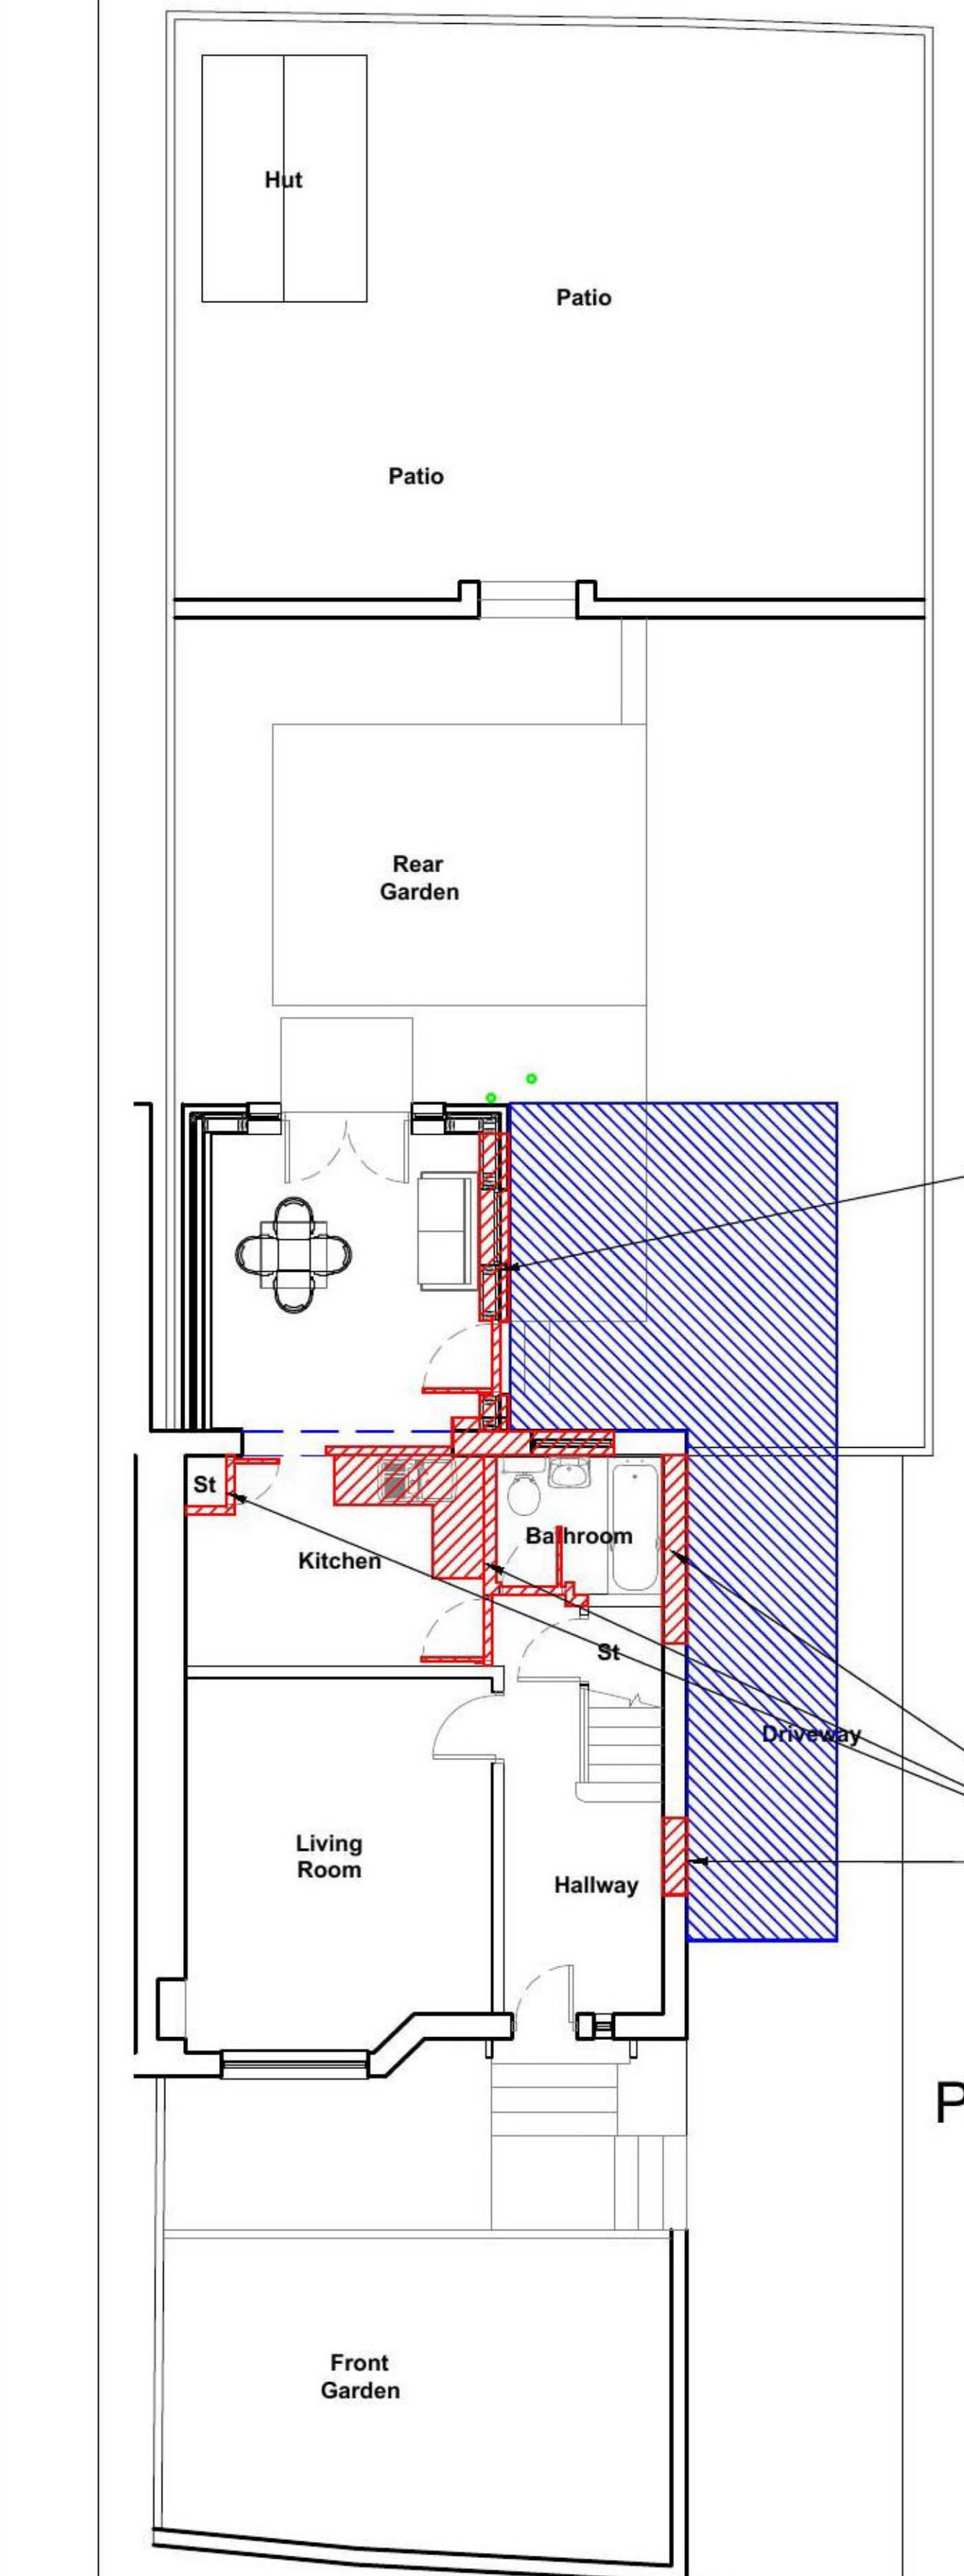 Hut
Patio
Patio
Rear
Garden
St
Bathroom
Kitchen
St
Driveway
Living
Room
Hallway
P
Front
Garden